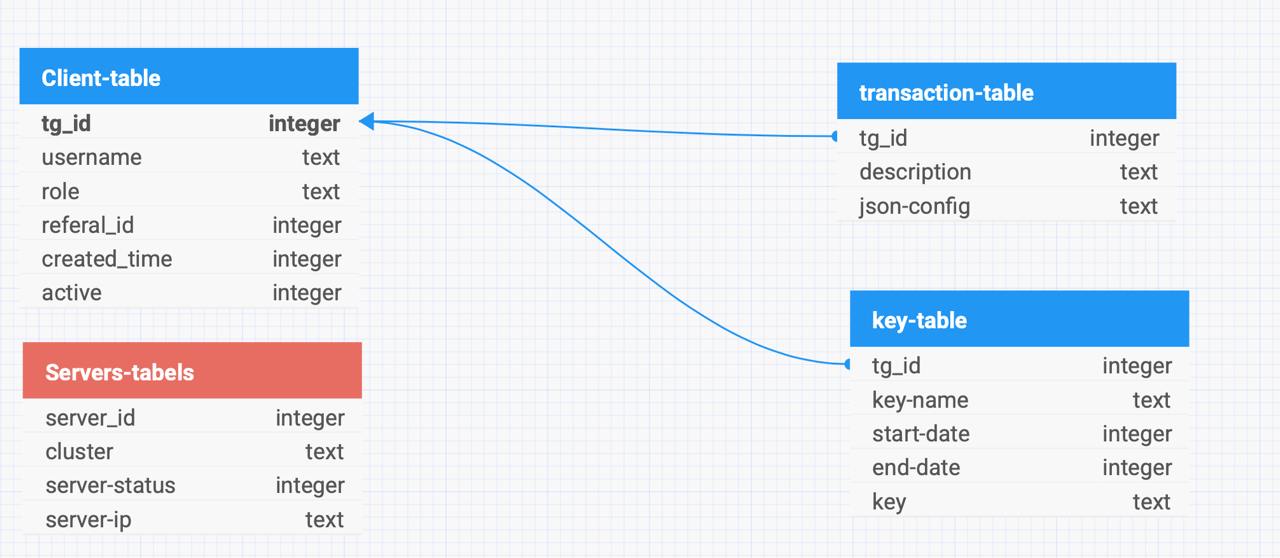 Client-table
tg_id integer
username text
role text
referal_id integer
created_time integer
active integer
Servers-tabels
server_id integer
cluster text
server-status integer
server-ip text
transaction-table
tg_id integer
description text
json-config text
key-table
tg_id integer
key-name text
start-date integer
end-date integer
key text